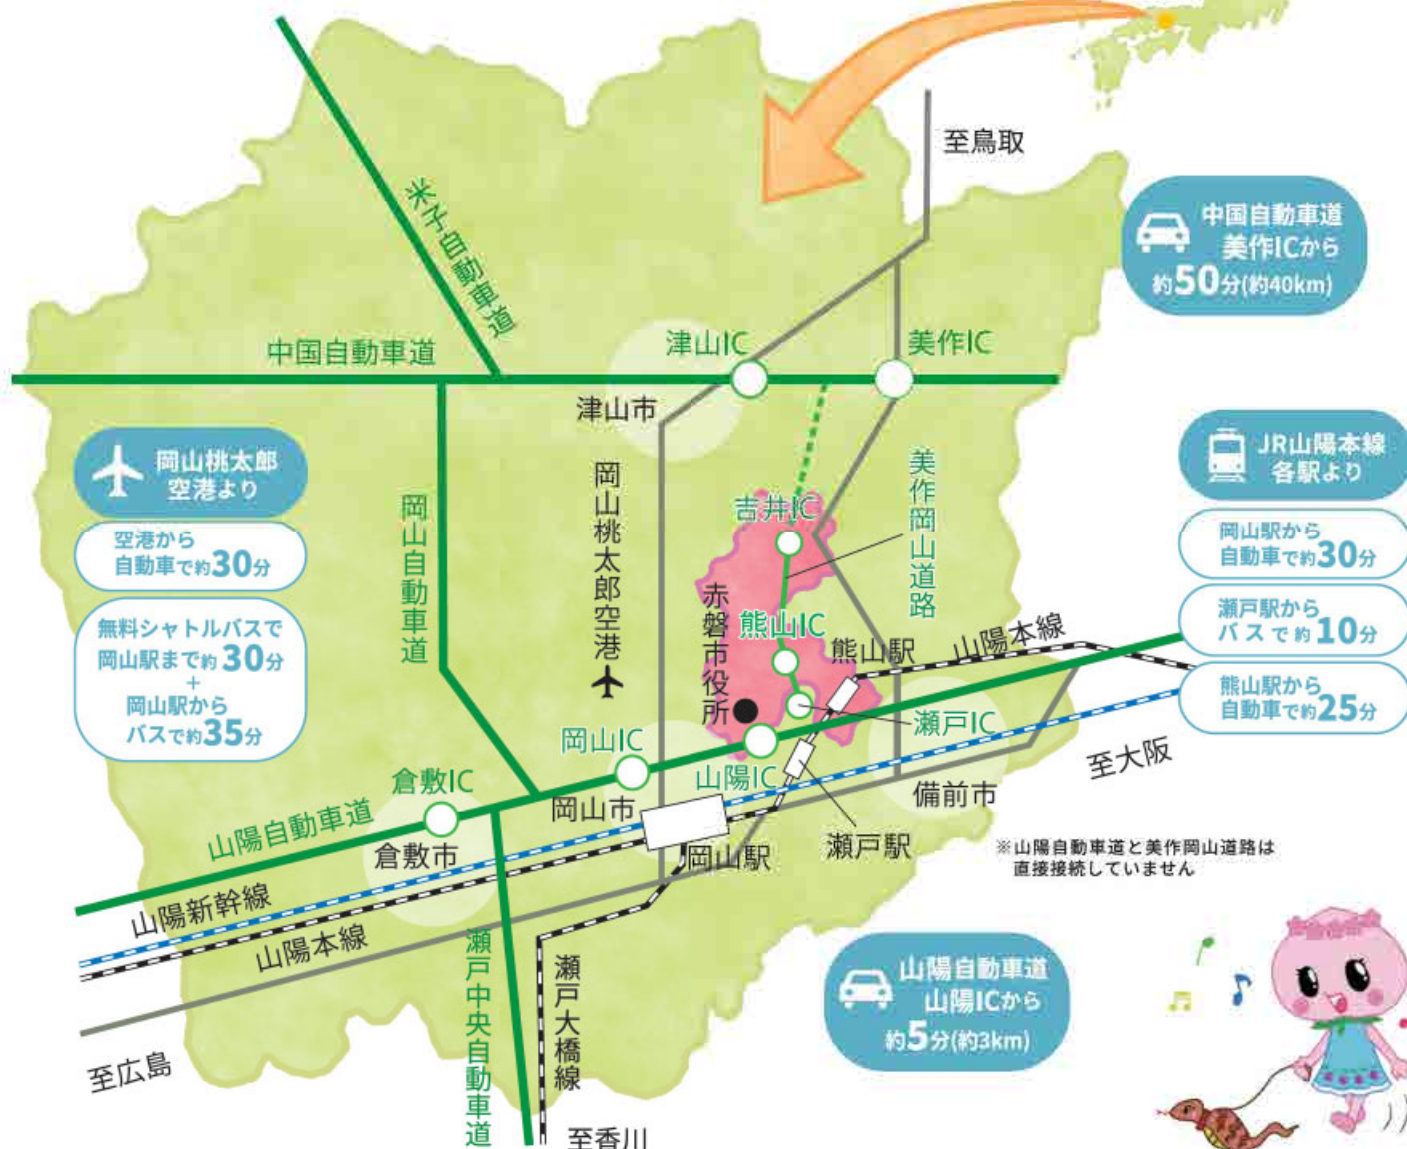 至鳥取
中国自動車道
美作ICから
約50分(約40km)
米子自動車道
中国自動車道
津山IC
美作IC
津山市
岡山桃太郎
空港より
空港から
自動車で約30分
無料シャトルバスで
岡山駅まで約30分
+
岡山駅から
バスで約35分
岡山自動車道
岡山桃太郎空港
吉井IC
美作岡山道路
赤磐市役所
熊山IC
熊山駅
山陽本線
JR山陽本線
各駅より
岡山駅から
自動車で約30分
瀬戸駅から
バスで約10分
熊山駅から
自動車で約25分
瀬戸IC
岡山IC
山陽IC
至大阪
倉敷IC
岡山市
備前市
山陽自動車道
倉敷市
岡山駅
瀬戸駅
※山陽自動車道と美作岡山道路は
直接接続していません
山陽新幹線
山陽本線
瀬戸中央自動車道
瀬戸大橋線
山陽自動車道
山陽ICから
約5分(約3km)
至広島
至香川